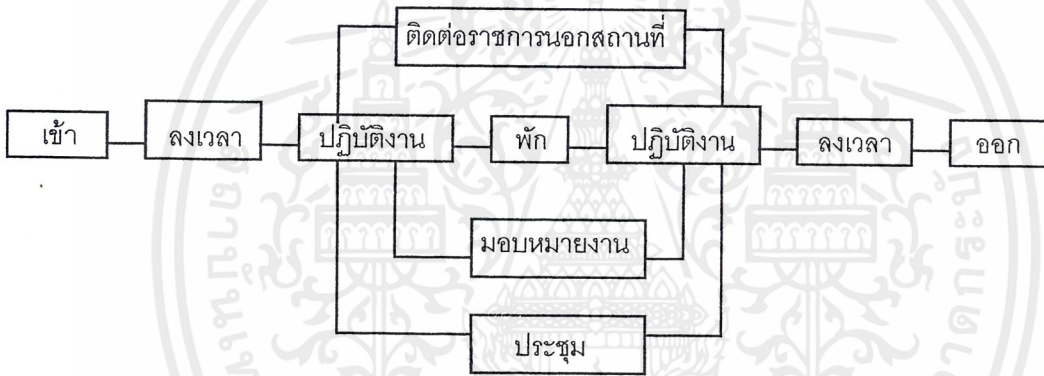 ติดต่อราชการนอกสถานที่
เข้า
ลงเวลา
ปฏิบัติงาน
พัก
ปฏิบัติงาน
ลงเวลา
ออก
มอบหมายงาน
ประชุม